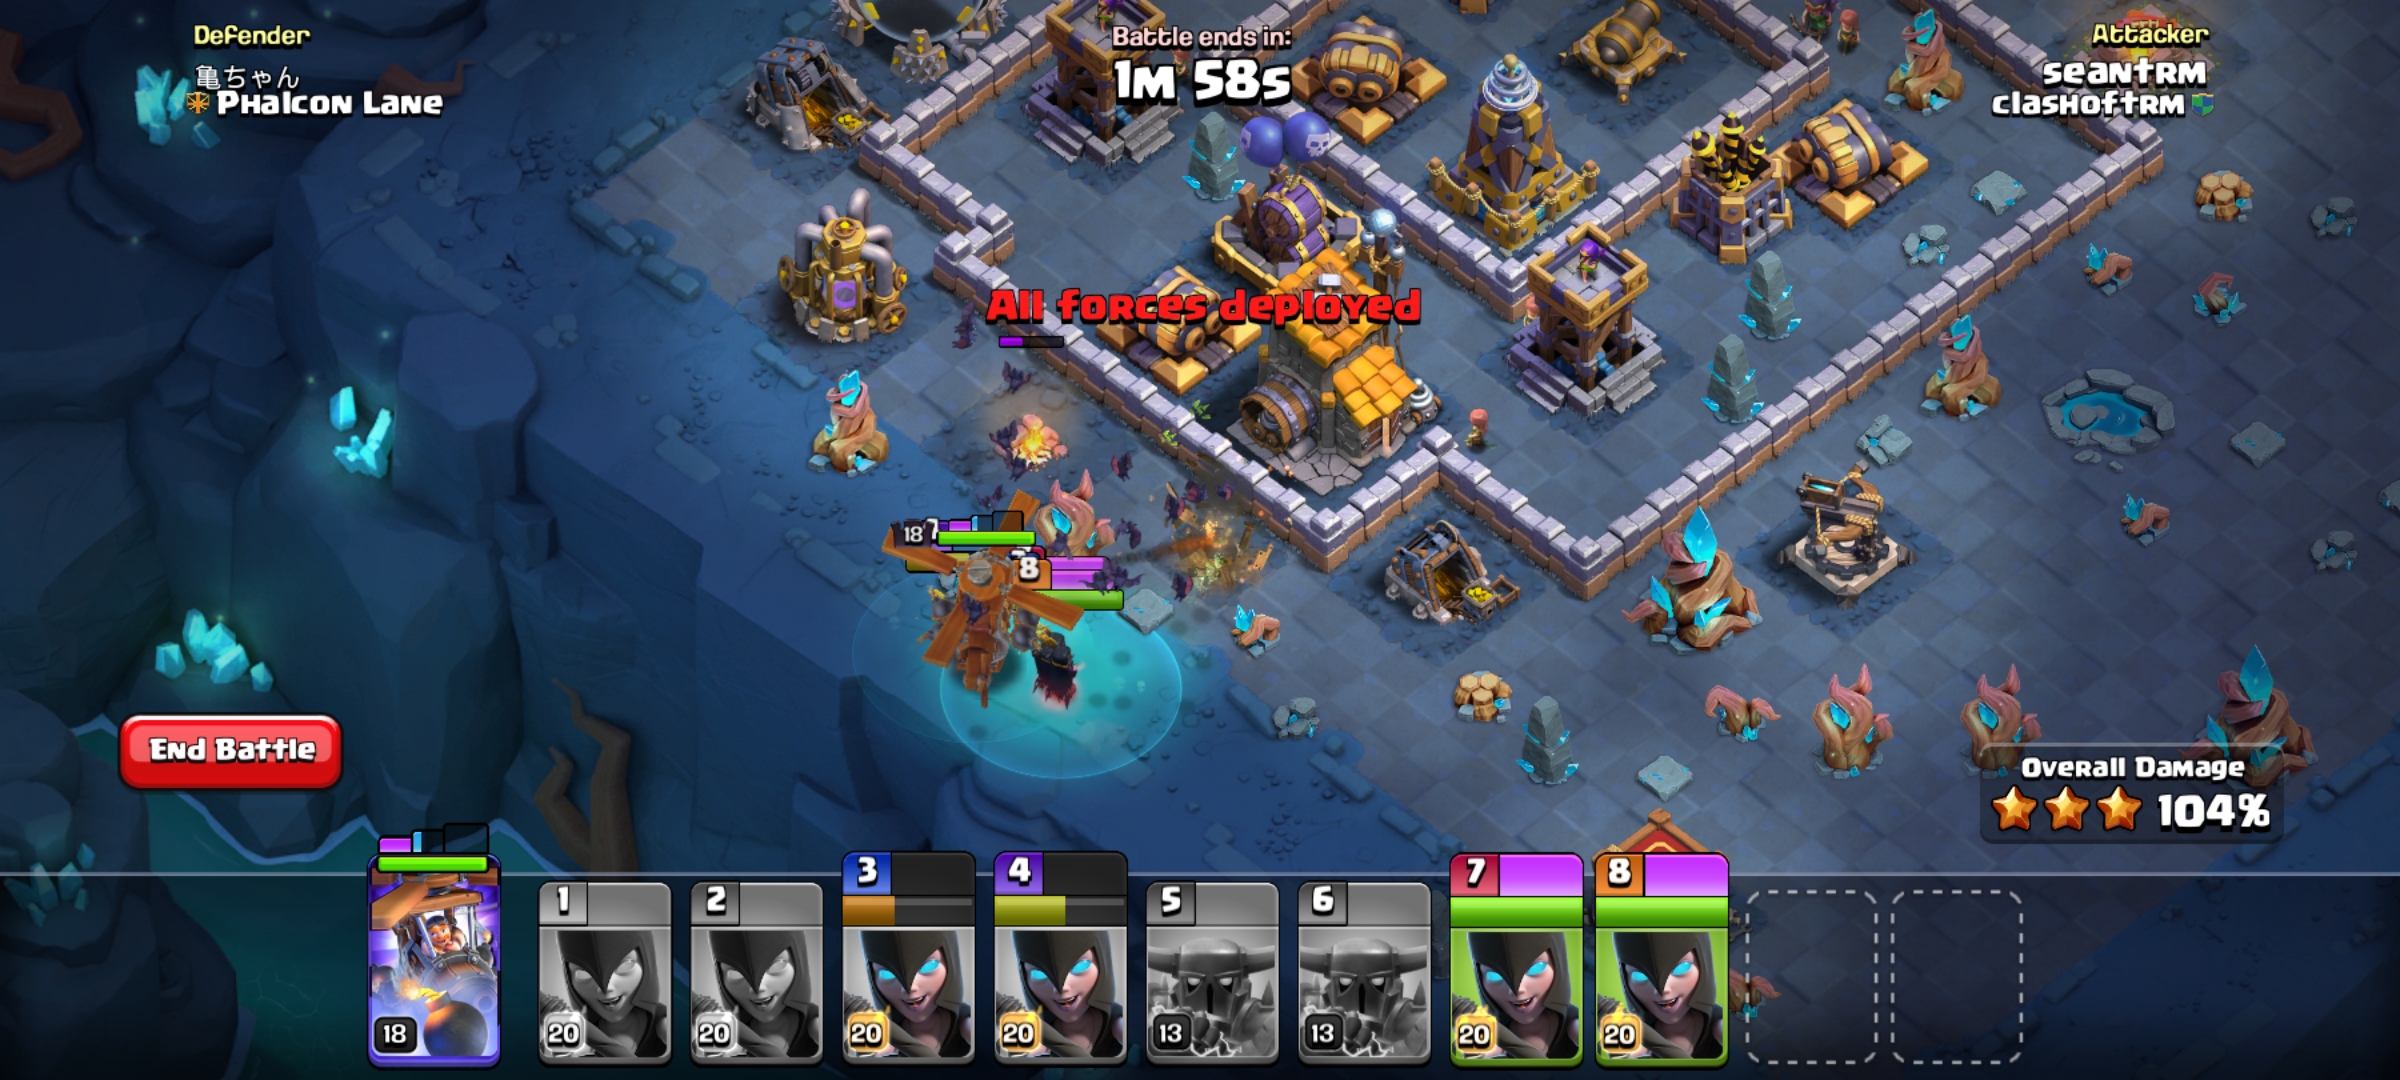 Defender
亀ちゃん
Phalcon Lane
Battle ends in:
1M 58s
Attacker
seantRM
clashoftRM
All forces deployed
18
7
8
End Battle
Overall Damage
104%
18
1
20
2
20
3
20
4
20
5
13
6
13
7
20
8
20